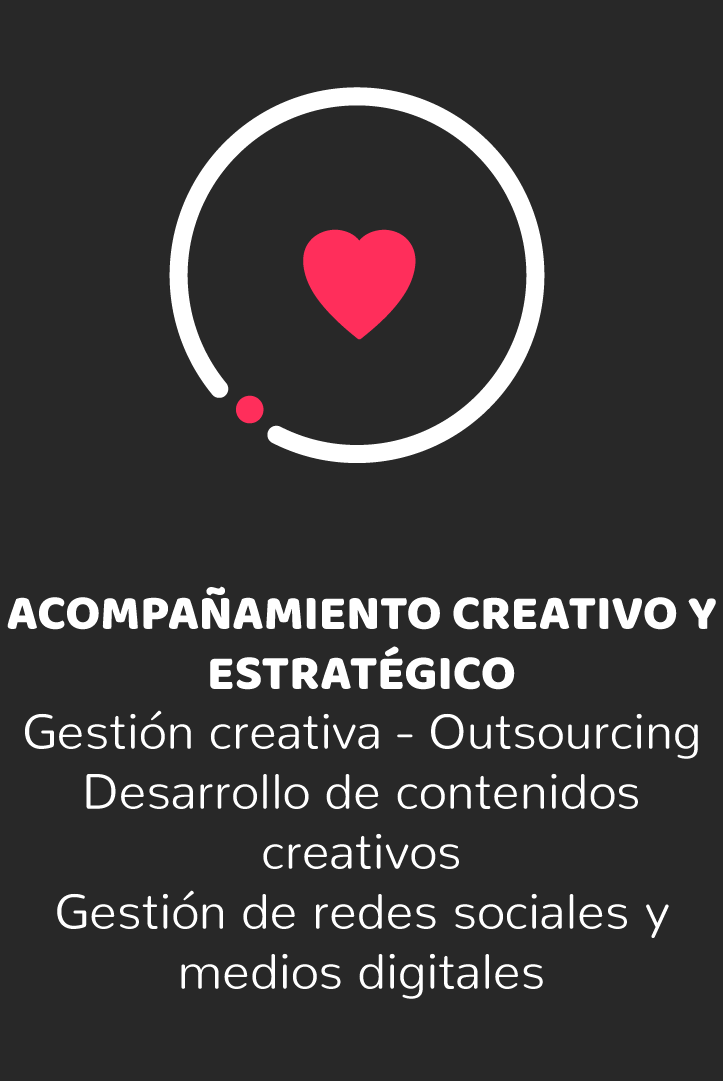 ACOMPAÑAMIENTO CREATIVO Y
ESTRATÉGICO
Gestión creativa - Outsourcing
Desarrollo de contenidos
creativos
Gestión de redes sociales y
medios digitales